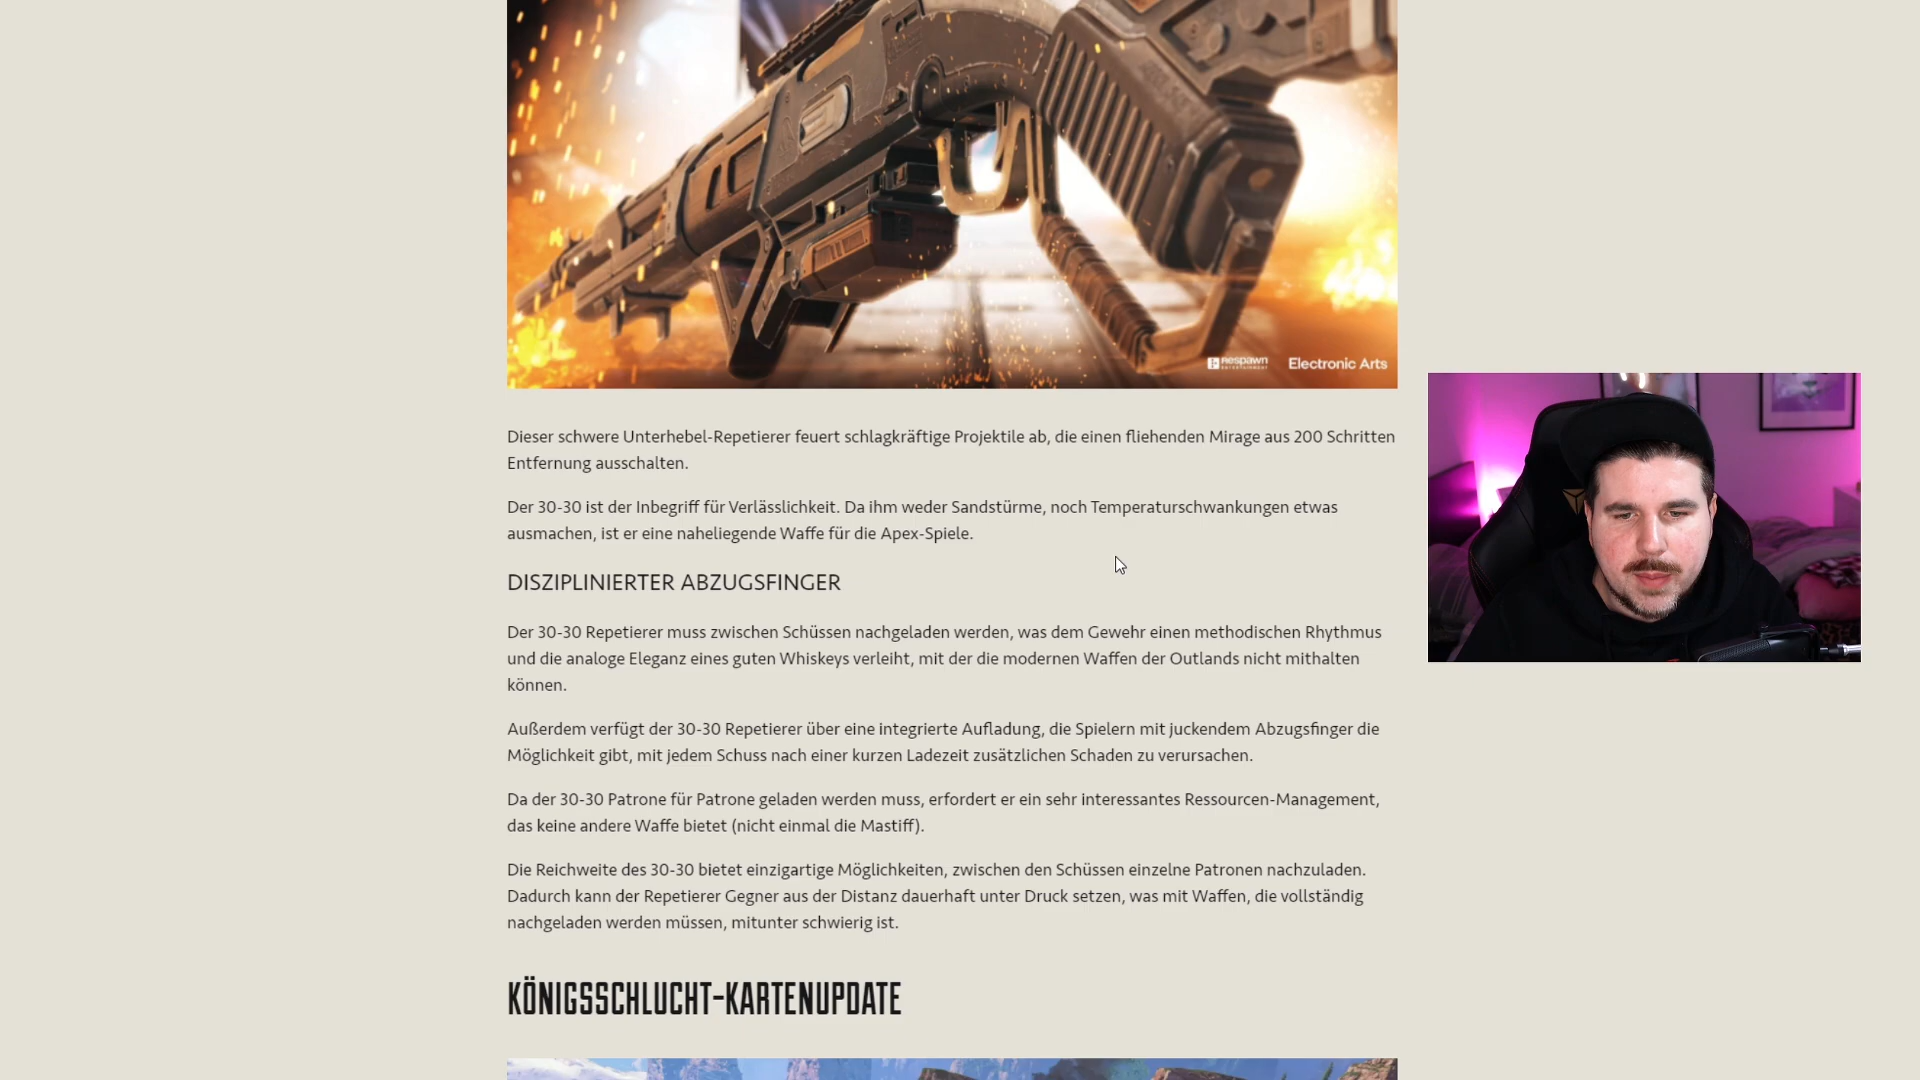 Respawn
ENTERTAINMENT
Electronic Arts
Dieser schwere Unterhebel-Repetierer feuert schlagkräftige Projektile ab, die einen fliehenden Mirage aus 200 Schritten
Entfernung ausschalten.
Der 30-30 ist der Inbegriff für Verlässlichkeit. Da ihm weder Sandstürme, noch Temperaturschwankungen etwas
ausmachen, ist er eine naheliegende Waffe für die Apex-Spiele.
DISZIPLINIERTER ABZUGSFINGER
Der 30-30 Repetierer muss zwischen Schüssen nachgeladen werden, was dem Gewehr einen methodischen Rhythmus
und die analoge Eleganz eines guten Whiskeys verleiht, mit der die modernen Waffen der Outlands nicht mithalten
können.
Außerdem verfügt der 30-30 Repetierer über eine integrierte Aufladung, die Spielern mit juckendem Abzugsfinger die
Möglichkeit gibt, mit jedem Schuss nach einer kurzen Ladezeit zusätzlichen Schaden zu verursachen.
Da der 30-30 Patrone für Patrone geladen werden muss, erfordert er ein sehr interessantes Ressourcen-Management,
das keine andere Waffe bietet (nicht einmal die Mastiff).
Die Reichweite des 30-30 bietet einzigartige Möglichkeiten, zwischen den Schüssen einzelne Patronen nachzuladen.
Dadurch kann der Repetierer Gegner aus der Distanz dauerhaft unter Druck setzen, was mit Waffen, die vollständig
nachgeladen werden müssen, mitunter schwierig ist.
KÖNIGSSCHLUCHT-KARTENUPDATE